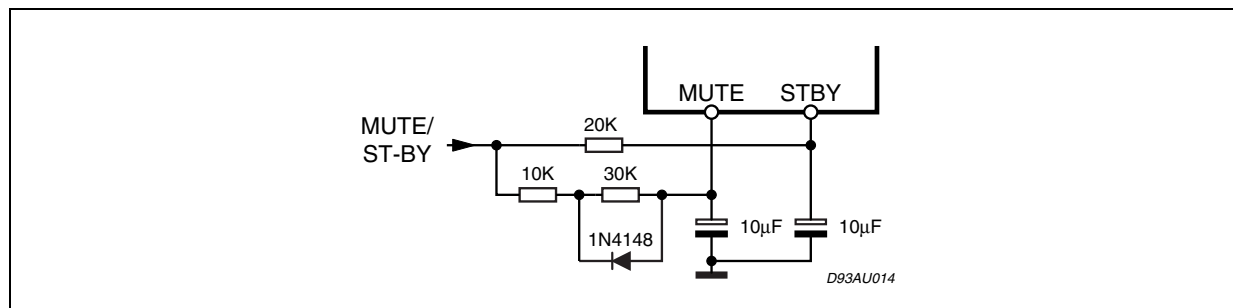 MUTE STBY
MUTE/
ST-BY
20K
10K 30K
1N4148
10μF 10μF
D93AU014